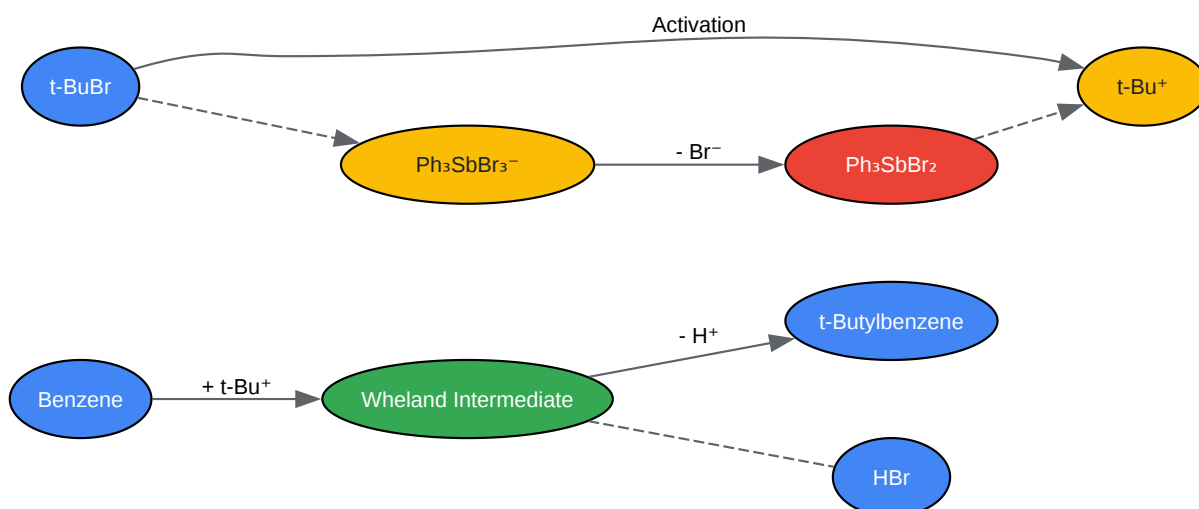 Activation
t-BuBr
t-Bu⁺
Ph₃SbBr₃⁻
- Br⁻
Ph₃SbBr₂
t-Butylbenzene
- H⁺
Benzene
+ t-Bu⁺
Wheland Intermediate
HBr